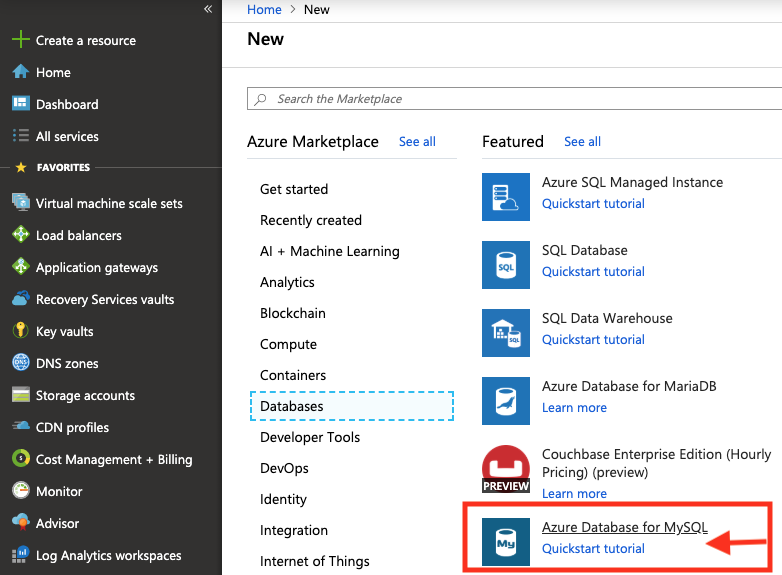 «
Create a resource
Home
Dashboard
All services
FAVORITES
Virtual machine scale sets
Load balancers
Application gateways
Recovery Services vaults
Key vaults
DNS zones
Storage accounts
CDN profiles
Cost Management + Billing
Monitor
Advisor
Log Analytics workspaces
Home > New
New
Search the Marketplace
Azure Marketplace See all
Get started
Recently created
AI + Machine Learning
Analytics
Blockchain
Compute
Containers
Databases
Developer Tools
DevOps
Identity
Integration
Internet of Things
Featured See all
Azure SQL Managed Instance
Quickstart tutorial
SQL
SQL Database
Quickstart tutorial
SQL
SQL Data Warehouse
Quickstart tutorial
Azure Database for MariaDB
Learn more
PREVIEW
Couchbase Enterprise Edition (Hourly
Pricing) (preview)
Learn more
My
Azure Database for MySQL
Quickstart tutorial